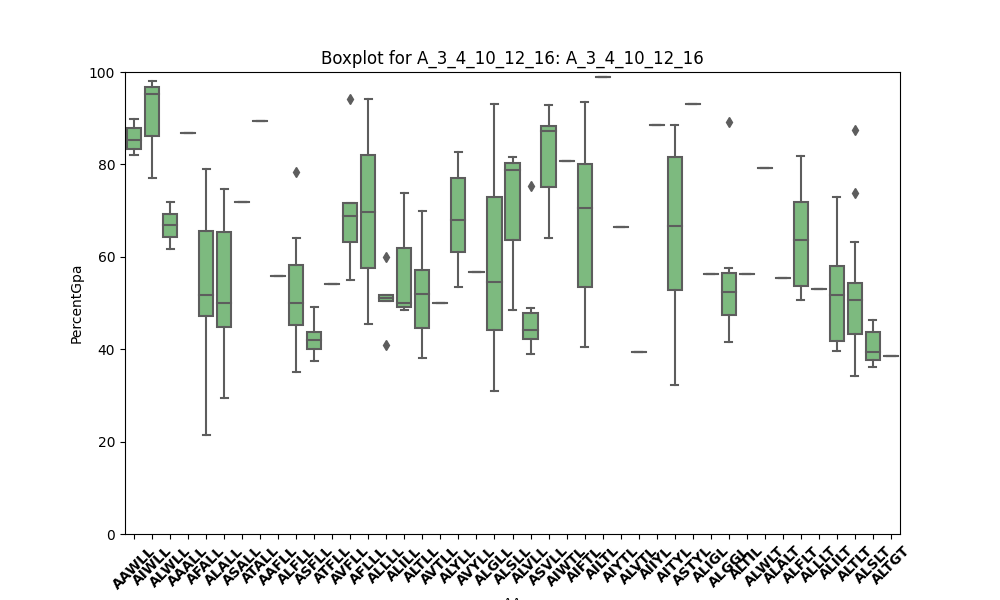 Boxplot for A_3_4_10_12_16: A_3_4_10_12_16
PercentGpa
100
80
60
40
20
0
AAWLL
AIWLL
ALWLL
AAALL
AFALL
ALALL
ASALL
ATALL
AAFLL
ALFLL
ASFLL
ATFLL
AVFLL
AFLLL
ALLLL
ALILL
ALTLL
AVTLL
ALYLL
AVYLL
ALGLL
ALSLL
ALVLL
ASVLL
AIWTL
AIFTL
AILTL
AIYTL
ALVTL
AIIYL
AITYL
ASTYL
ALIGL
ALGGL
ALTIL
ALWLT
ALALT
ALFLT
ALLLT
ALILT
ALTLT
ALSLT
ALTGT